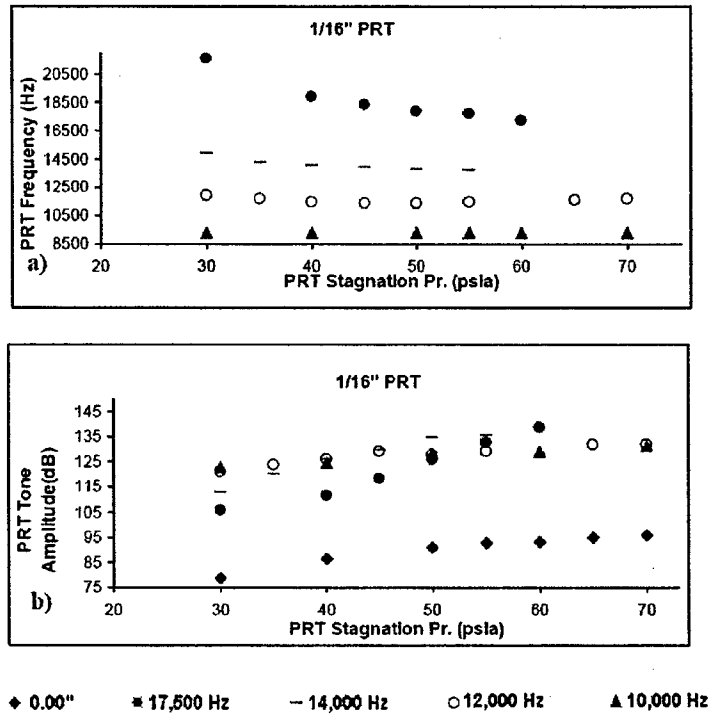 1/16" PRT
PRT Frequency (Hz)
20500
18500
16500
14500
12500
10500
8500
a)
20 30 40 50 60 70
PRT Stagnation Pr. (psia)
1/16" PRT
PRT Tone
Amplitude(dB)
145
135
125
115
105
95
85
75
b)
20 30 40 50 60 70
PRT Stagnation Pr. (psia)
0.00" 17,500 Hz 14,000 Hz 12,000 Hz 10,000 Hz